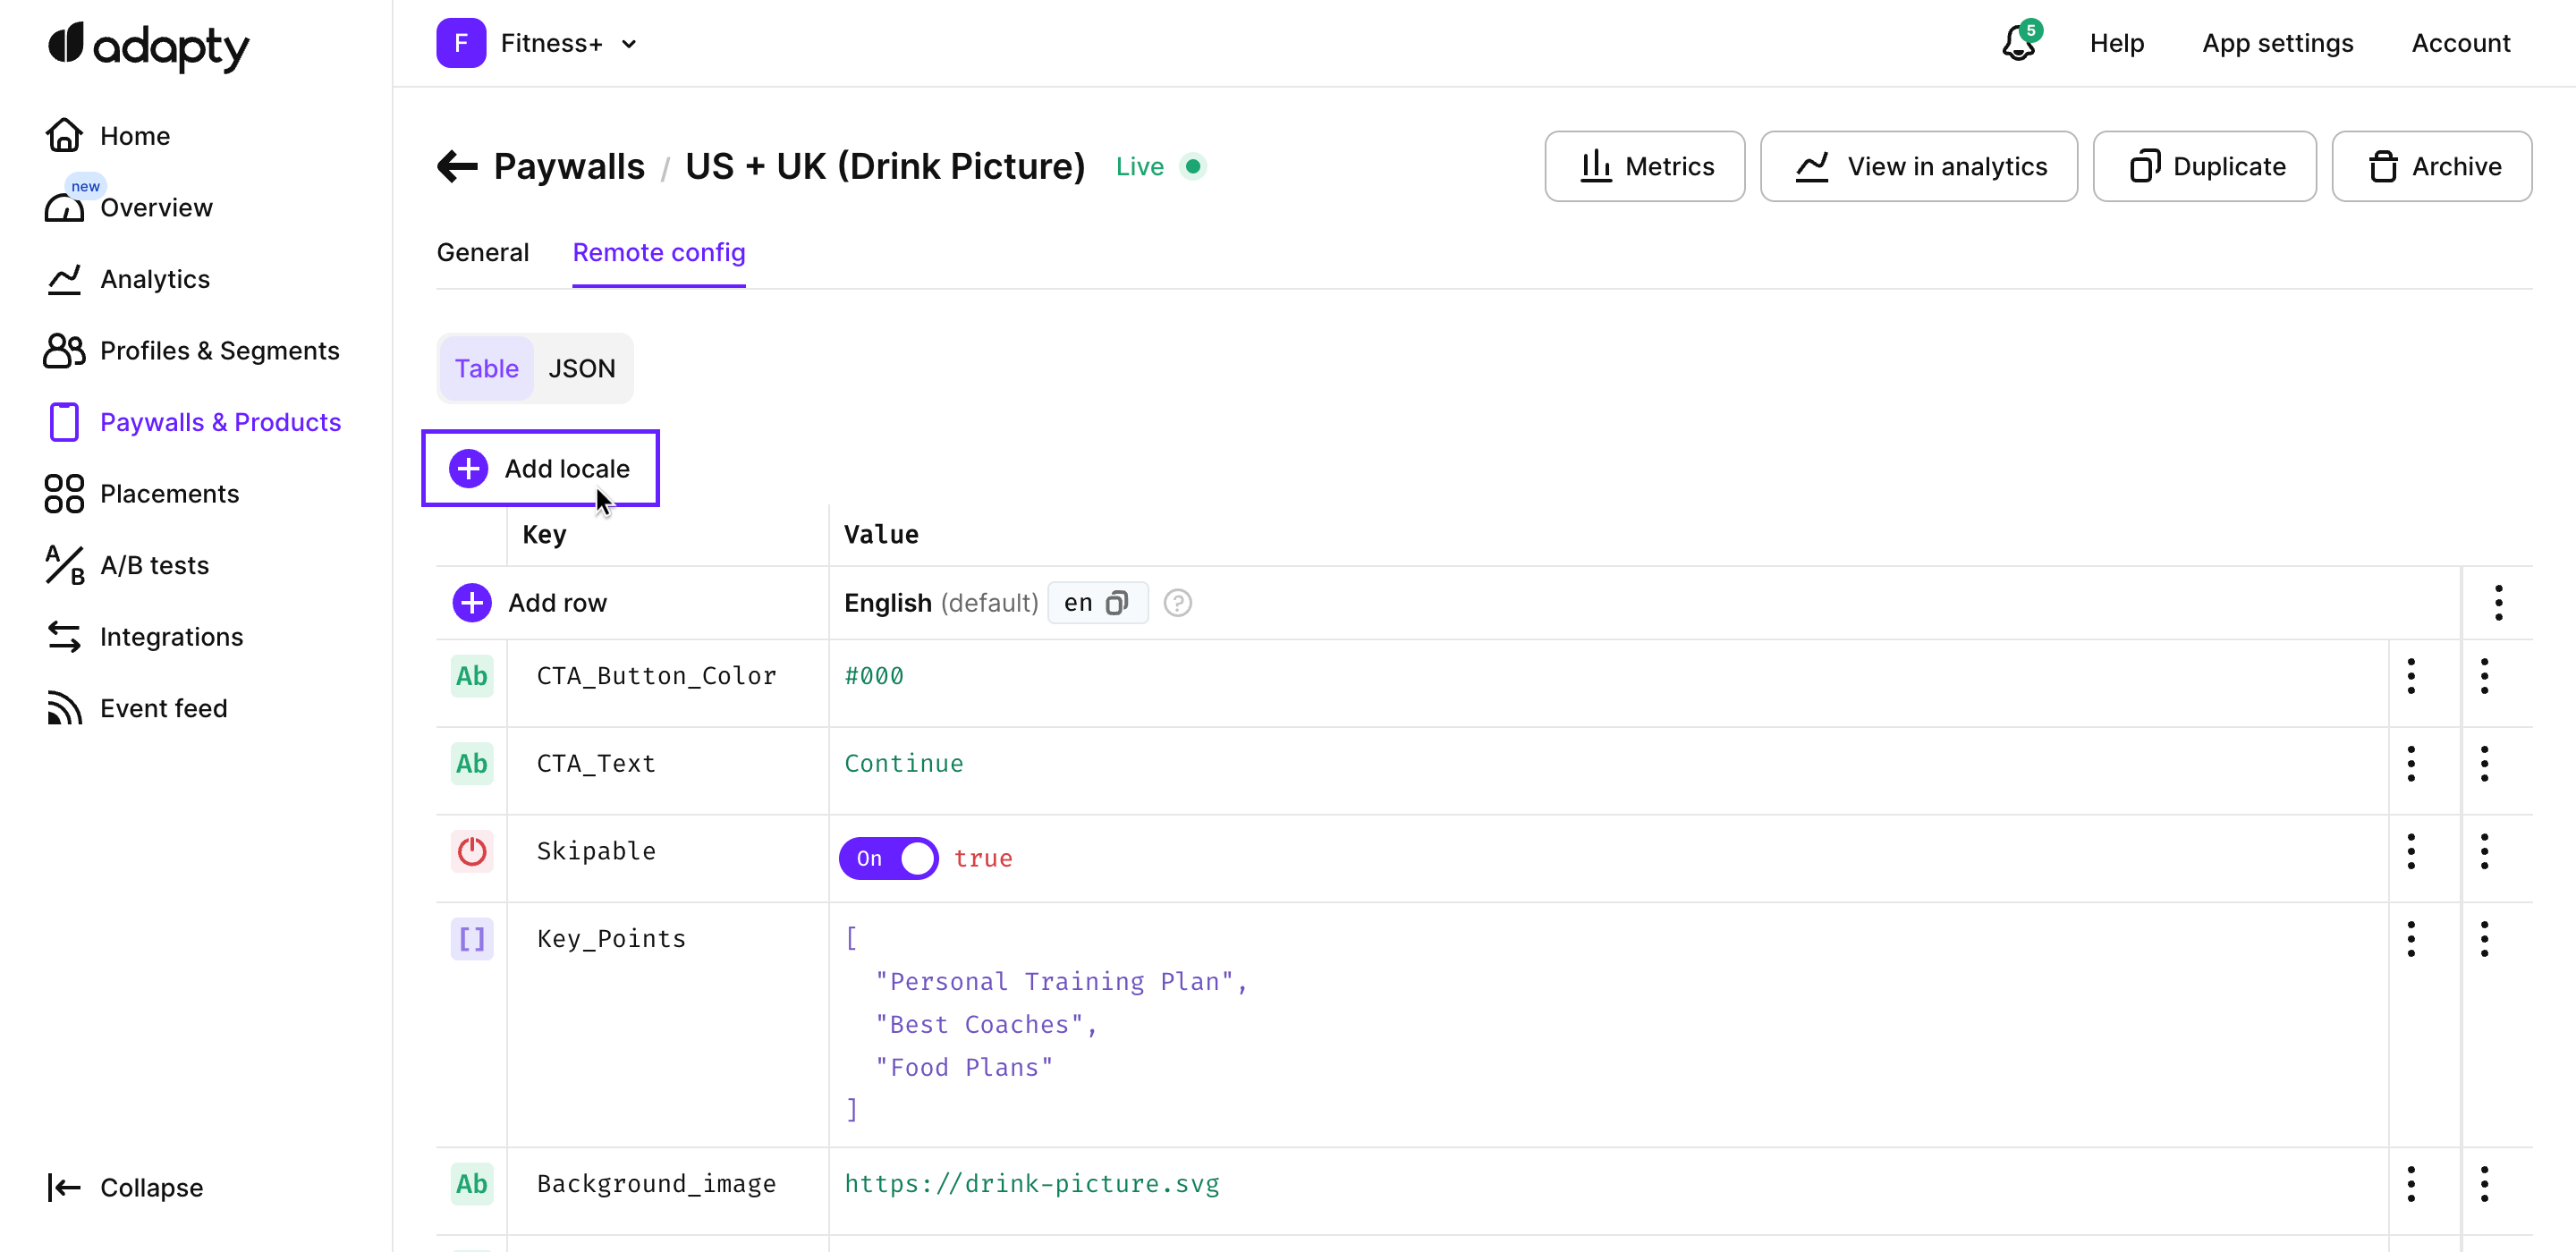 adapty
F Fitness+
5
Help
App settings
Account
Home
new
Overview
Analytics
Profiles & Segments
Paywalls & Products
Placements
A/B tests
Integrations
Event feed
Collapse
Paywalls / US + UK (Drink Picture) Live
Metrics
View in analytics
Duplicate
Archive
General Remote config
Table JSON
Add locale
Key Value
Add row English (default) en ?
Ab CTA_Button_Color #000
Ab CTA_Text Continue
Skipable On true
[] Key_Points [
"Personal Training Plan",
"Best Coaches",
"Food Plans"
]
Ab Background_image https://drink-picture.svg